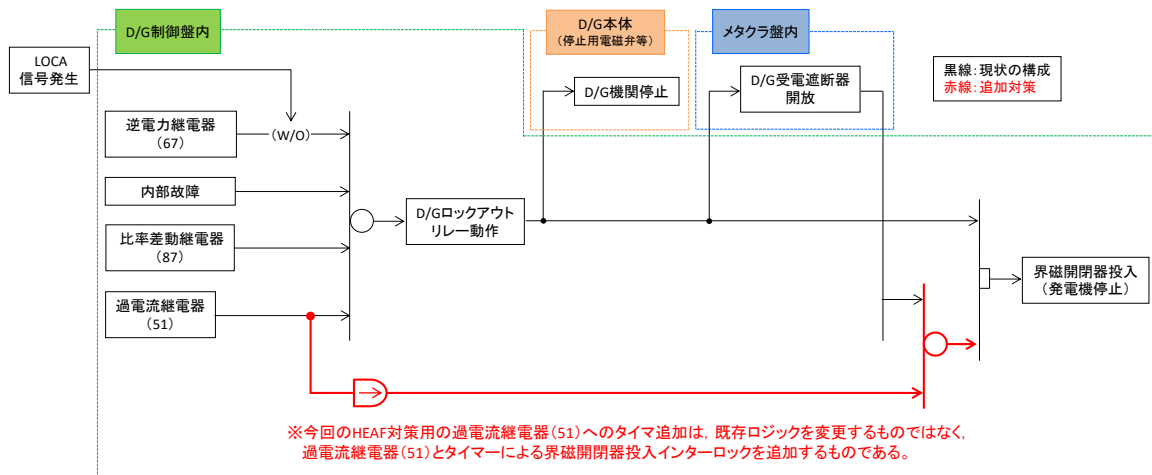 D/G制御盤内
D/G本体
（停止用電磁弁等）
メタクラ盤内
LOCA
信号発生
黒線：現状の構成
赤線：追加対策
D/G機関停止
D/G受電遮断器
開放
逆電力継電器
（67）
（W/O）
内部故障
D/Gロックアウト
リレー動作
比率差動継電器
（87）
界磁開閉器投入
（発電機停止）
過電流継電器
（51）
※今回のHEAF対策用の過電流継電器（51）へのタイマ追加は，既存ロジックを変更するものではなく，
過電流継電器（51）とタイマーによる界磁開閉器投入インターロックを追加するものである。